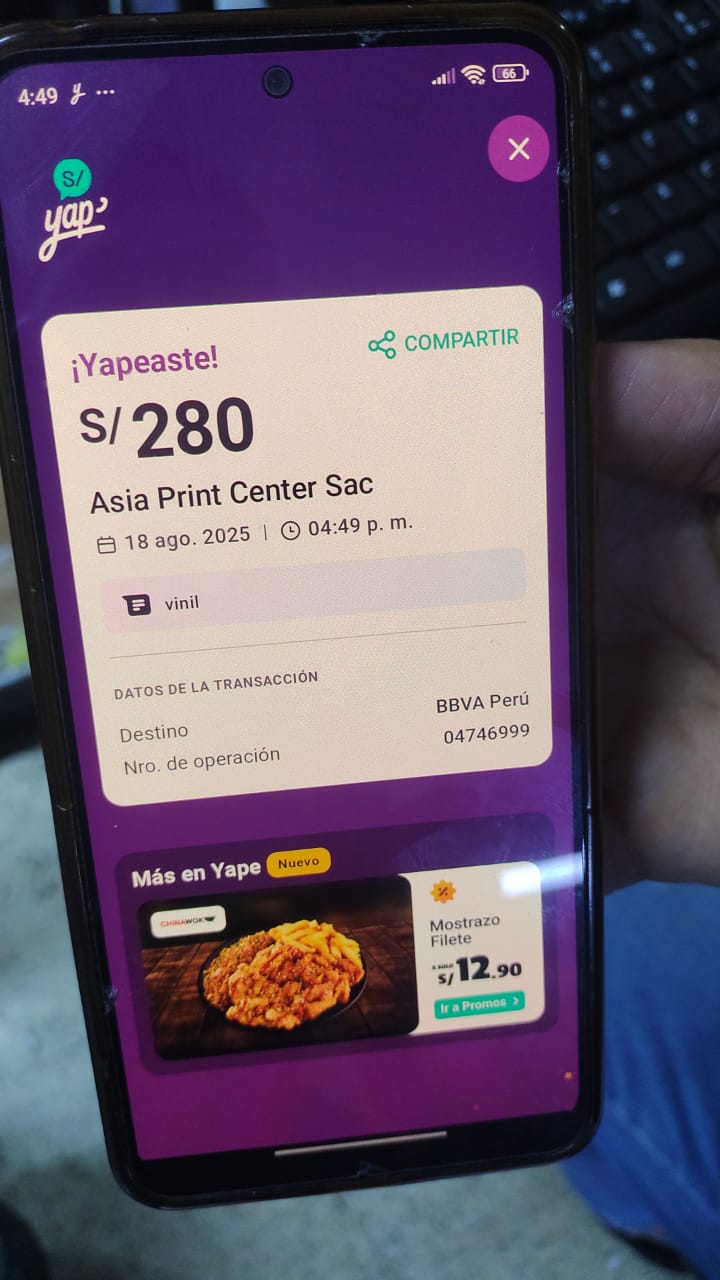 4:49
66
S/
yape
¡Yapeaste!
COMPARTIR
S/ 280
Asia Print Center Sac
18 ago. 2025 | 04:49 p. m.
vinil
DATOS DE LA TRANSACCIÓN
Destino BBVA Perú
Nro. de operación 04746999
Más en Yape Nuevo
CHINAWOK
Mostrazo
Filete
A SOLO
S/ 12.90
Ir a Promos >